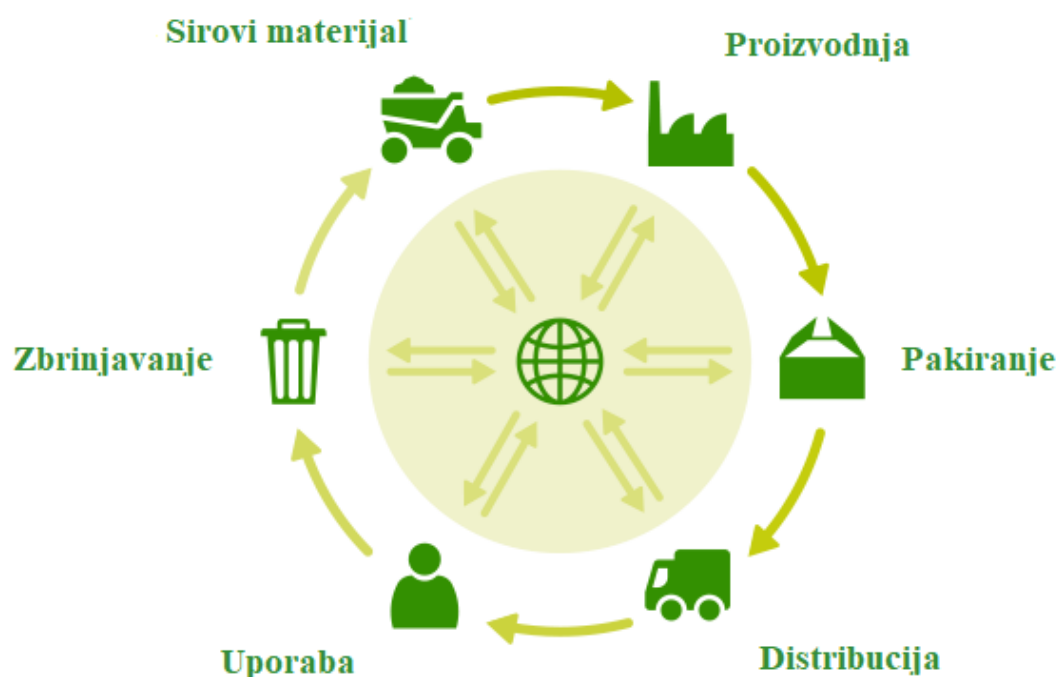 Sirovi materijal
Proizvodnja
Zbrinjavanje
Pakiranje
Uporaba
Distribucija